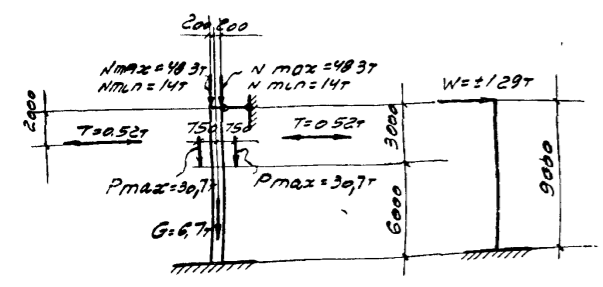 200 200
Nmax=48.3т N max=48.3т
Nmin=14т N min=14т
W=±1.29т
2000
T=0.52т 750 750 T=0.52т
3000
9000
Pmax=30,7т Pmax=30,7т
6000
G=6,7т